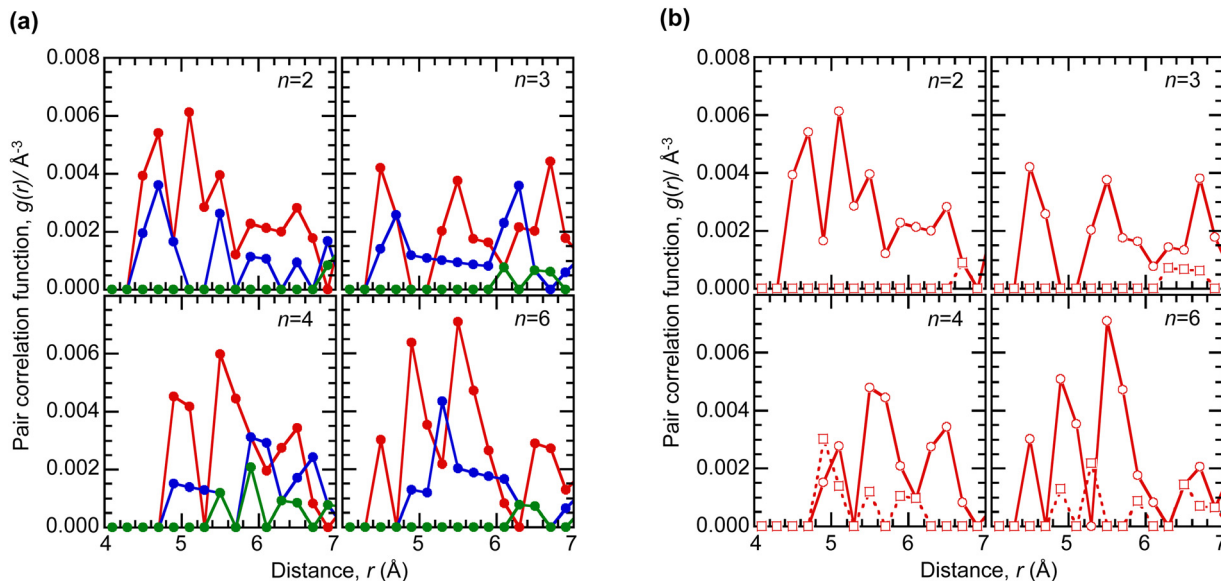 (a)
Pair correlation function, g(r)/ Å-3
0.008
0.006
0.004
0.002
0.000
n=2
n=3
0.006
0.004
0.002
0.000
n=4
n=6
4 5 6 7 5 6 7
Distance, r (Å)
(b)
Pair correlation function, g(r)/ Å-3
0.008
0.006
0.004
0.002
0.000
n=2
n=3
0.006
0.004
0.002
0.000
n=4
n=6
4 5 6 7 5 6 7
Distance, r (Å)